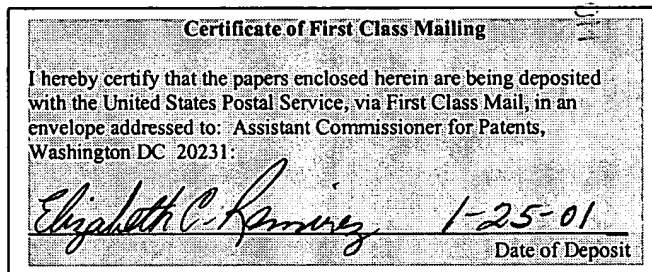 Certificate of First Class Mailing
I hereby certify that the papers enclosed herein are being deposited
with the United States Postal Service, via First Class Mail, in an
envelope addressed to: Assistant Commissioner for Patents,
Washington DC 20231:
Elizabeth C. Ramirez 1-25-01
Date of Deposit